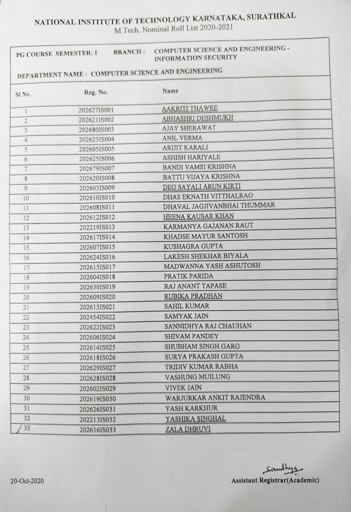 NATIONAL INSTITUTE OF TECHNOLOGY KARNATAKA, SURATHKAL
M.Tech. Nominal Roll List 2020-2021
PG COURSE SEMESTER: I BRANCH : COMPUTER SCIENCE AND ENGINEERING -
INFORMATION SECURITY
DEPARTMENT NAME : COMPUTER SCIENCE AND ENGINEERING
Sl No. Reg. No. Name
1 202627IS001 AAKRITI THAWRE
2 202621IS002 ABHASHRI DESHMUKH
3 202680IS003 AJAY SHERAWAT
4 202623IS004 ANIL VERMA
5 202605IS005 ARIJIT KARALI
6 202625IS006 ASHISH HARIYALE
7 202679IS007 BANDI VAMSI KRISHNA
8 202620IS008 BATTU VIJAYA KRISHNA
9 202603IS009 DEO SAYALI ARUN KIRTI
10 202610IS010 DHAS EKNATH VITTHALRAO
11 202608IS011 DHAVAL JAGJIVANBHAI THUMMAR
12 202612IS012 HEENA KAUSAR KHAN
13 202219IS013 KARMANYA GAJANAN RAUT
14 202617IS014 KHADSE MAYUR SANTOSH
15 202607IS015 KUSHAGRA GUPTA
16 202624IS016 LAKESH SHEKHAR BIYALA
17 202615IS017 MADWANNA YASH ASHUTOSH
18 202604IS018 PRATIK PARIDA
19 202630IS019 RAJ ANANT TAPASE
20 202609IS020 RUBIKA PRADHAN
21 202613IS021 SAHIL KUMAR
22 202454IS022 SAMYAK JAIN
23 202622IS023 SANNIDHYA RAJ CHAUHAN
24 202606IS024 SHIVAM PANDEY
25 202614IS025 SHUBHAM SINGH GARG
26 202618IS026 SURYA PRAKASH GUPTA
27 202629IS027 TRIDIV KUMAR RABHA
28 202628IS028 VASHUNG MUILUNG
29 202602IS029 VIVEK JAIN
30 202619IS030 WARJURKAR ANKIT RAJENDRA
31 202626IS031 YASH KARKHUR
32 202213IS032 YASHIKA SINGHAL
33 202616IS033 ZALA DHRUVI
Sandhya
20-Oct-2020 Assistant Registrar(Academic)